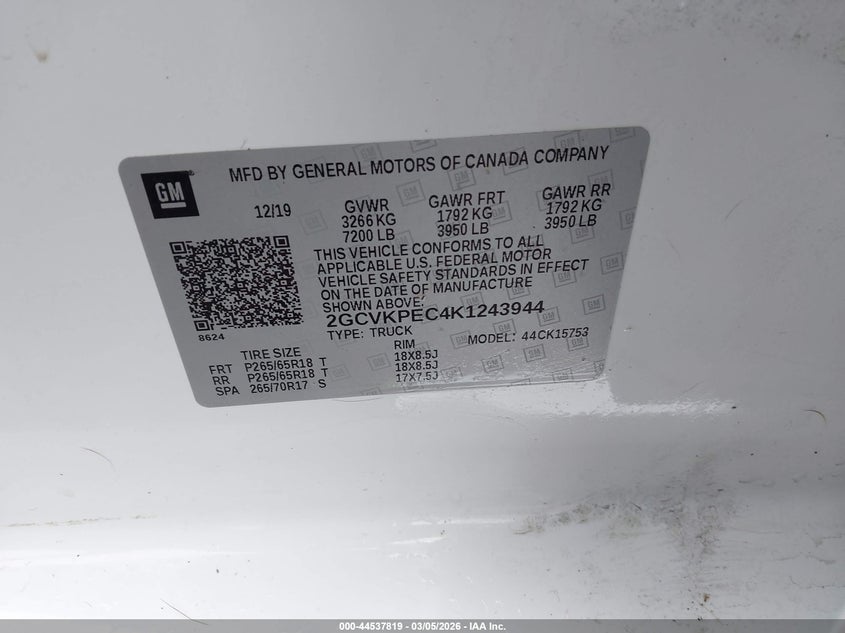 GM
MFD BY GENERAL MOTORS OF CANADA COMPANY
12/19
GVWR
3266 KG
7200 LB
GAWR FRT
1792 KG
3950 LB
GAWR RR
1792 KG
3950 LB
THIS VEHICLE CONFORMS TO ALL
APPLICABLE U.S. FEDERAL MOTOR
VEHICLE SAFETY STANDARDS IN EFFECT
ON THE DATE OF MANUFACTURE
SHOWN ABOVE.
2GCVKPEC4K1243944
TYPE: TRUCK MODEL: 44CK15753
8624
TIRE SIZE RIM
FRT P265/65R18 T 18X8.5J
RR P265/65R18 T 18X8.5J
SPA 265/70R17 S 17X7.5J
000-44537819 - 03/05/2026 - IAA Inc.